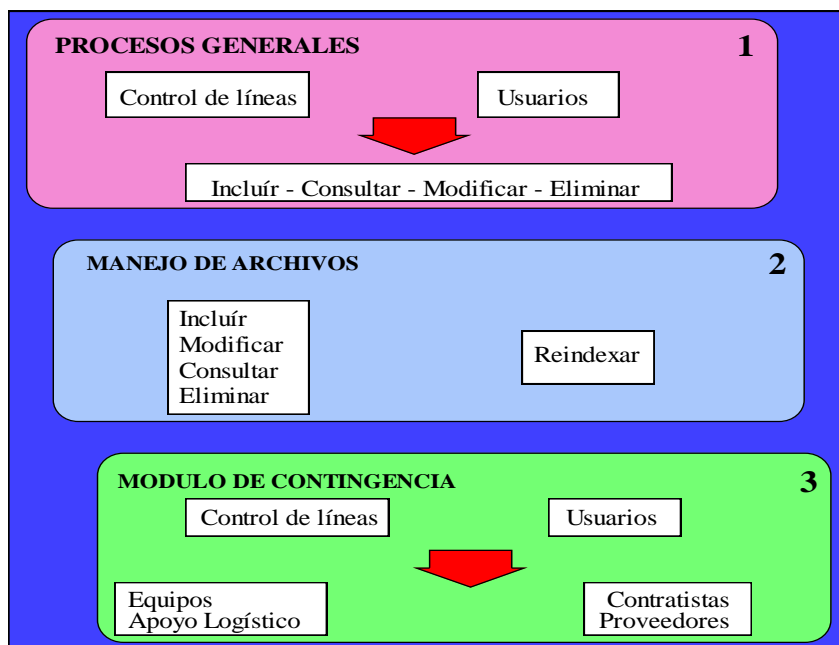 PROCESOS GENERALES
1
Control de líneas
Usuarios
Incluír - Consultar - Modificar - Eliminar
MANEJO DE ARCHIVOS
2
Incluír
Modificar
Consultar
Eliminar
Reindexar
MODULO DE CONTINGENCIA
3
Control de líneas
Usuarios
Equipos
Apoyo Logístico
Contratistas
Proveedores